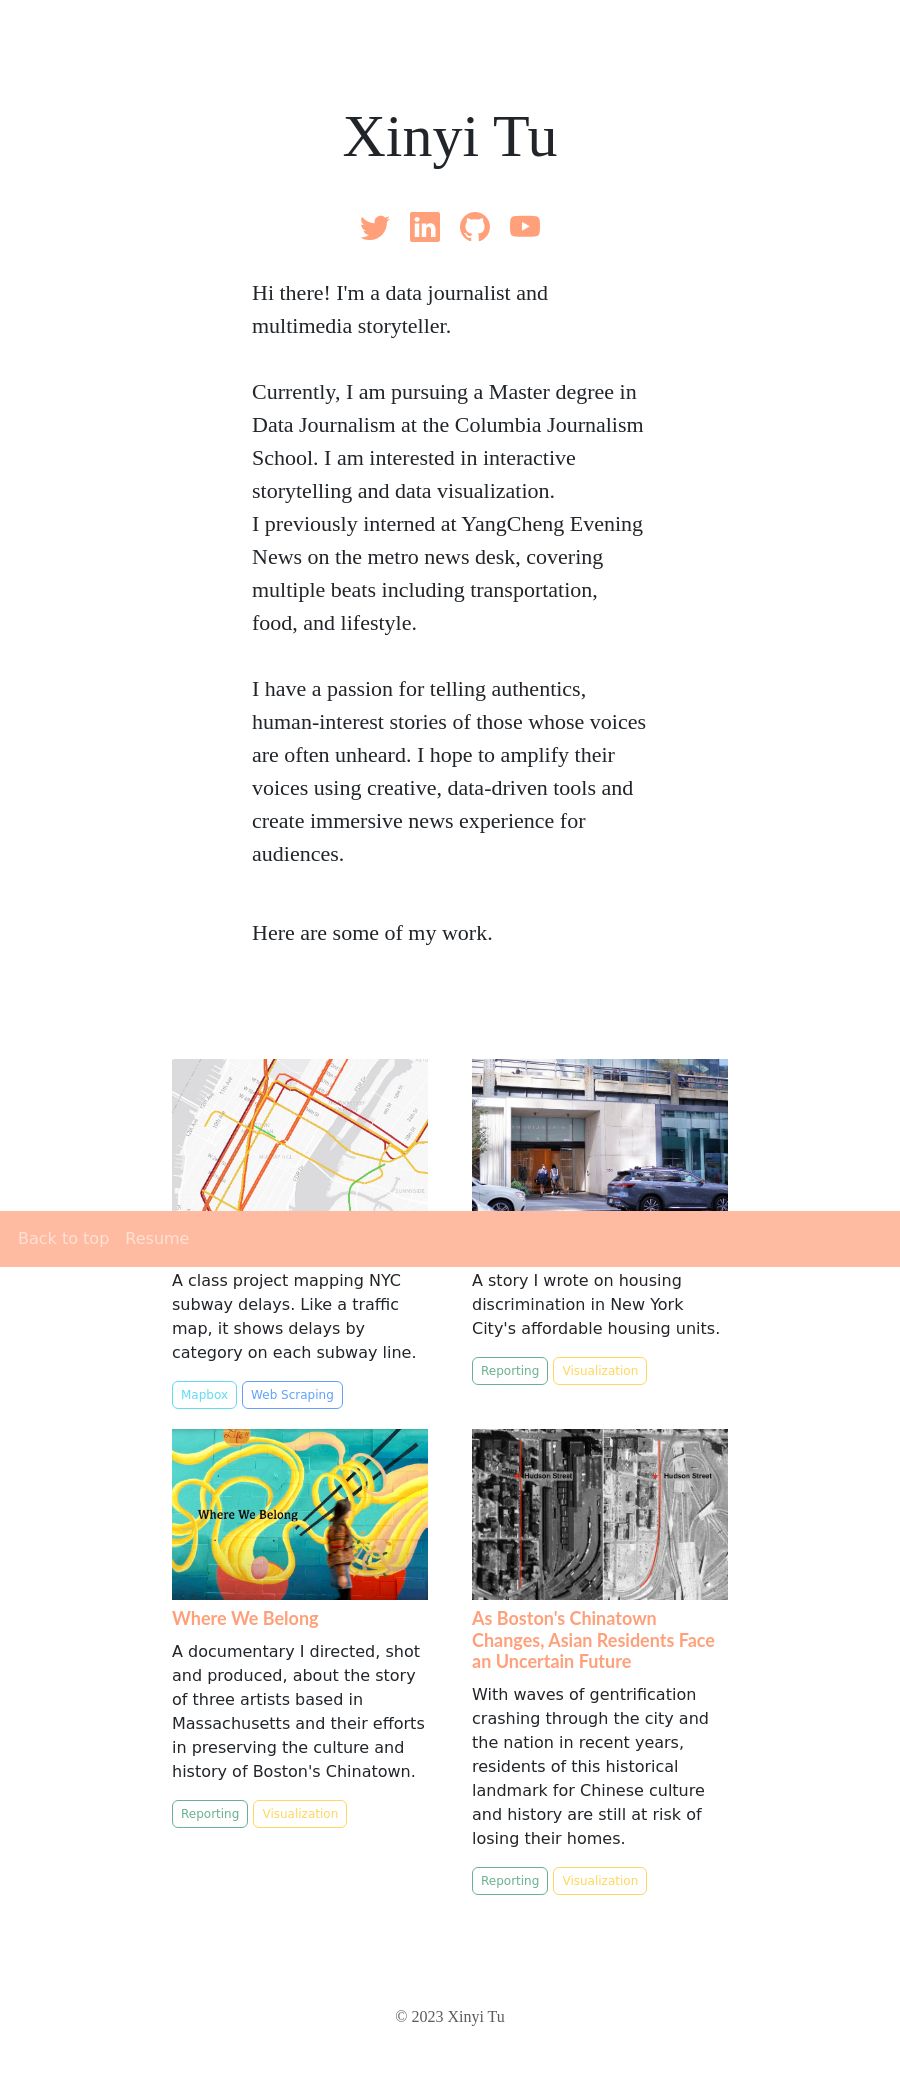 Xinyi Tu
Hi there! I'm a data journalist and
multimedia storyteller.
Currently, I am pursuing a Master degree in
Data Journalism at the Columbia Journalism
School. I am interested in interactive
storytelling and data visualization.
I previously interned at YangCheng Evening
News on the metro news desk, covering
multiple beats including transportation,
food, and lifestyle.
I have a passion for telling authentics,
human-interest stories of those whose voices
are often unheard. I hope to amplify their
voices using creative, data-driven tools and
create immersive news experience for
audiences.
Here are some of my work.
SUNNYSIDE
Back to top Resume
A class project mapping NYC
subway delays. Like a traffic
map, it shows delays by
category on each subway line.
Mapbox Web Scraping
A story I wrote on housing
discrimination in New York
City's affordable housing units.
Reporting Visualization
Life!!
Where We Belong
Where We Belong
A documentary I directed, shot
and produced, about the story
of three artists based in
Massachusetts and their efforts
in preserving the culture and
history of Boston's Chinatown.
Reporting Visualization
Hudson Street
Hudson Street
As Boston's Chinatown
Changes, Asian Residents Face
an Uncertain Future
With waves of gentrification
crashing through the city and
the nation in recent years,
residents of this historical
landmark for Chinese culture
and history are still at risk of
losing their homes.
Reporting Visualization
© 2023 Xinyi Tu